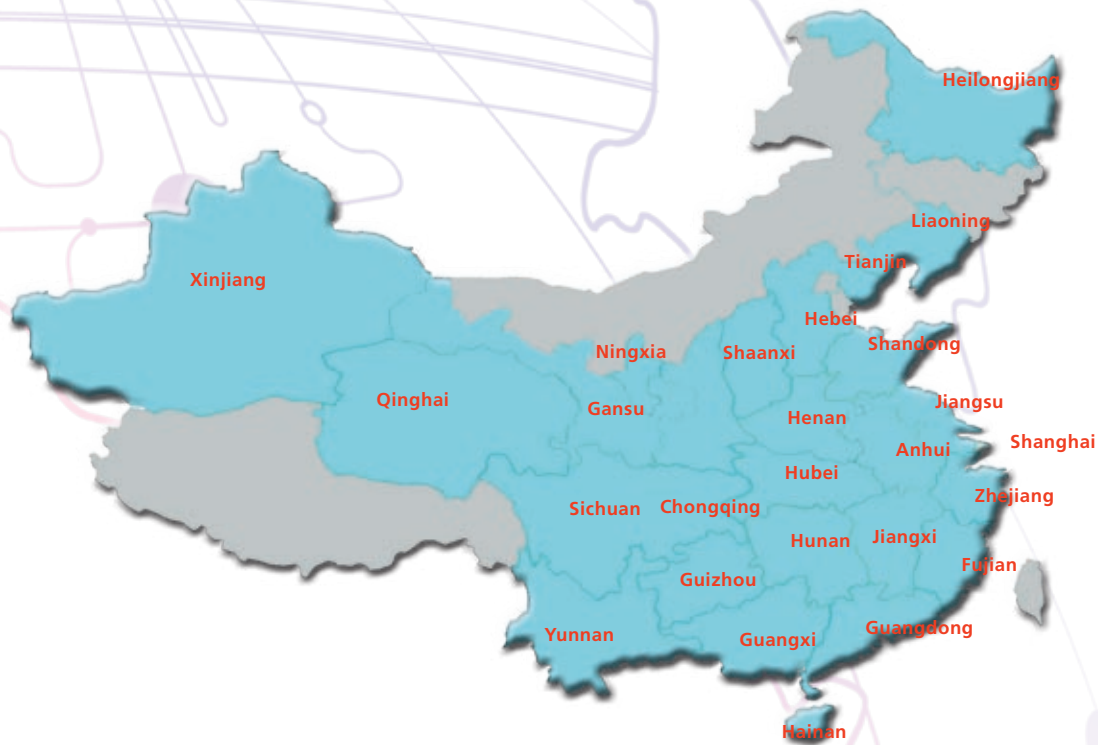 Heilongjiang
Liaoning
Tianjin
Xinjiang
Hebei
Shandong
Ningxia
Shaanxi
Qinghai
Gansu
Jiangsu
Henan
Shanghai
Anhui
Hubei
Zhejiang
Sichuan
Chongqing
Hunan
Jiangxi
Fujian
Guizhou
Guangdong
Yunnan
Guangxi
Hainan